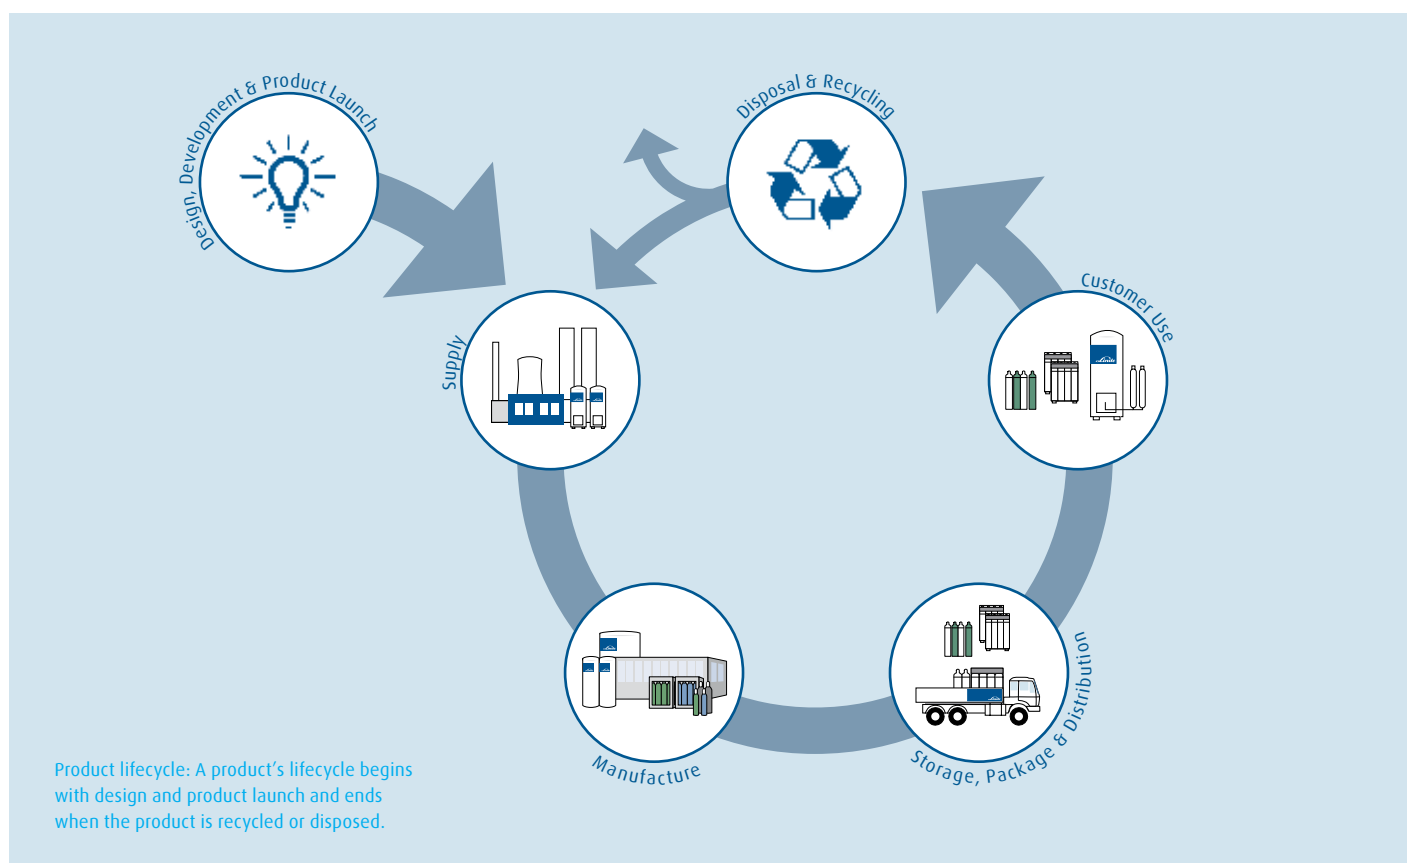 Design, Development & Product Launch
Disposal & Recycling
Customer Use
Supply
Manufacture
Storage, Package & Distribution
Product lifecycle: A product’s lifecycle begins
with design and product launch and ends
when the product is recycled or disposed.